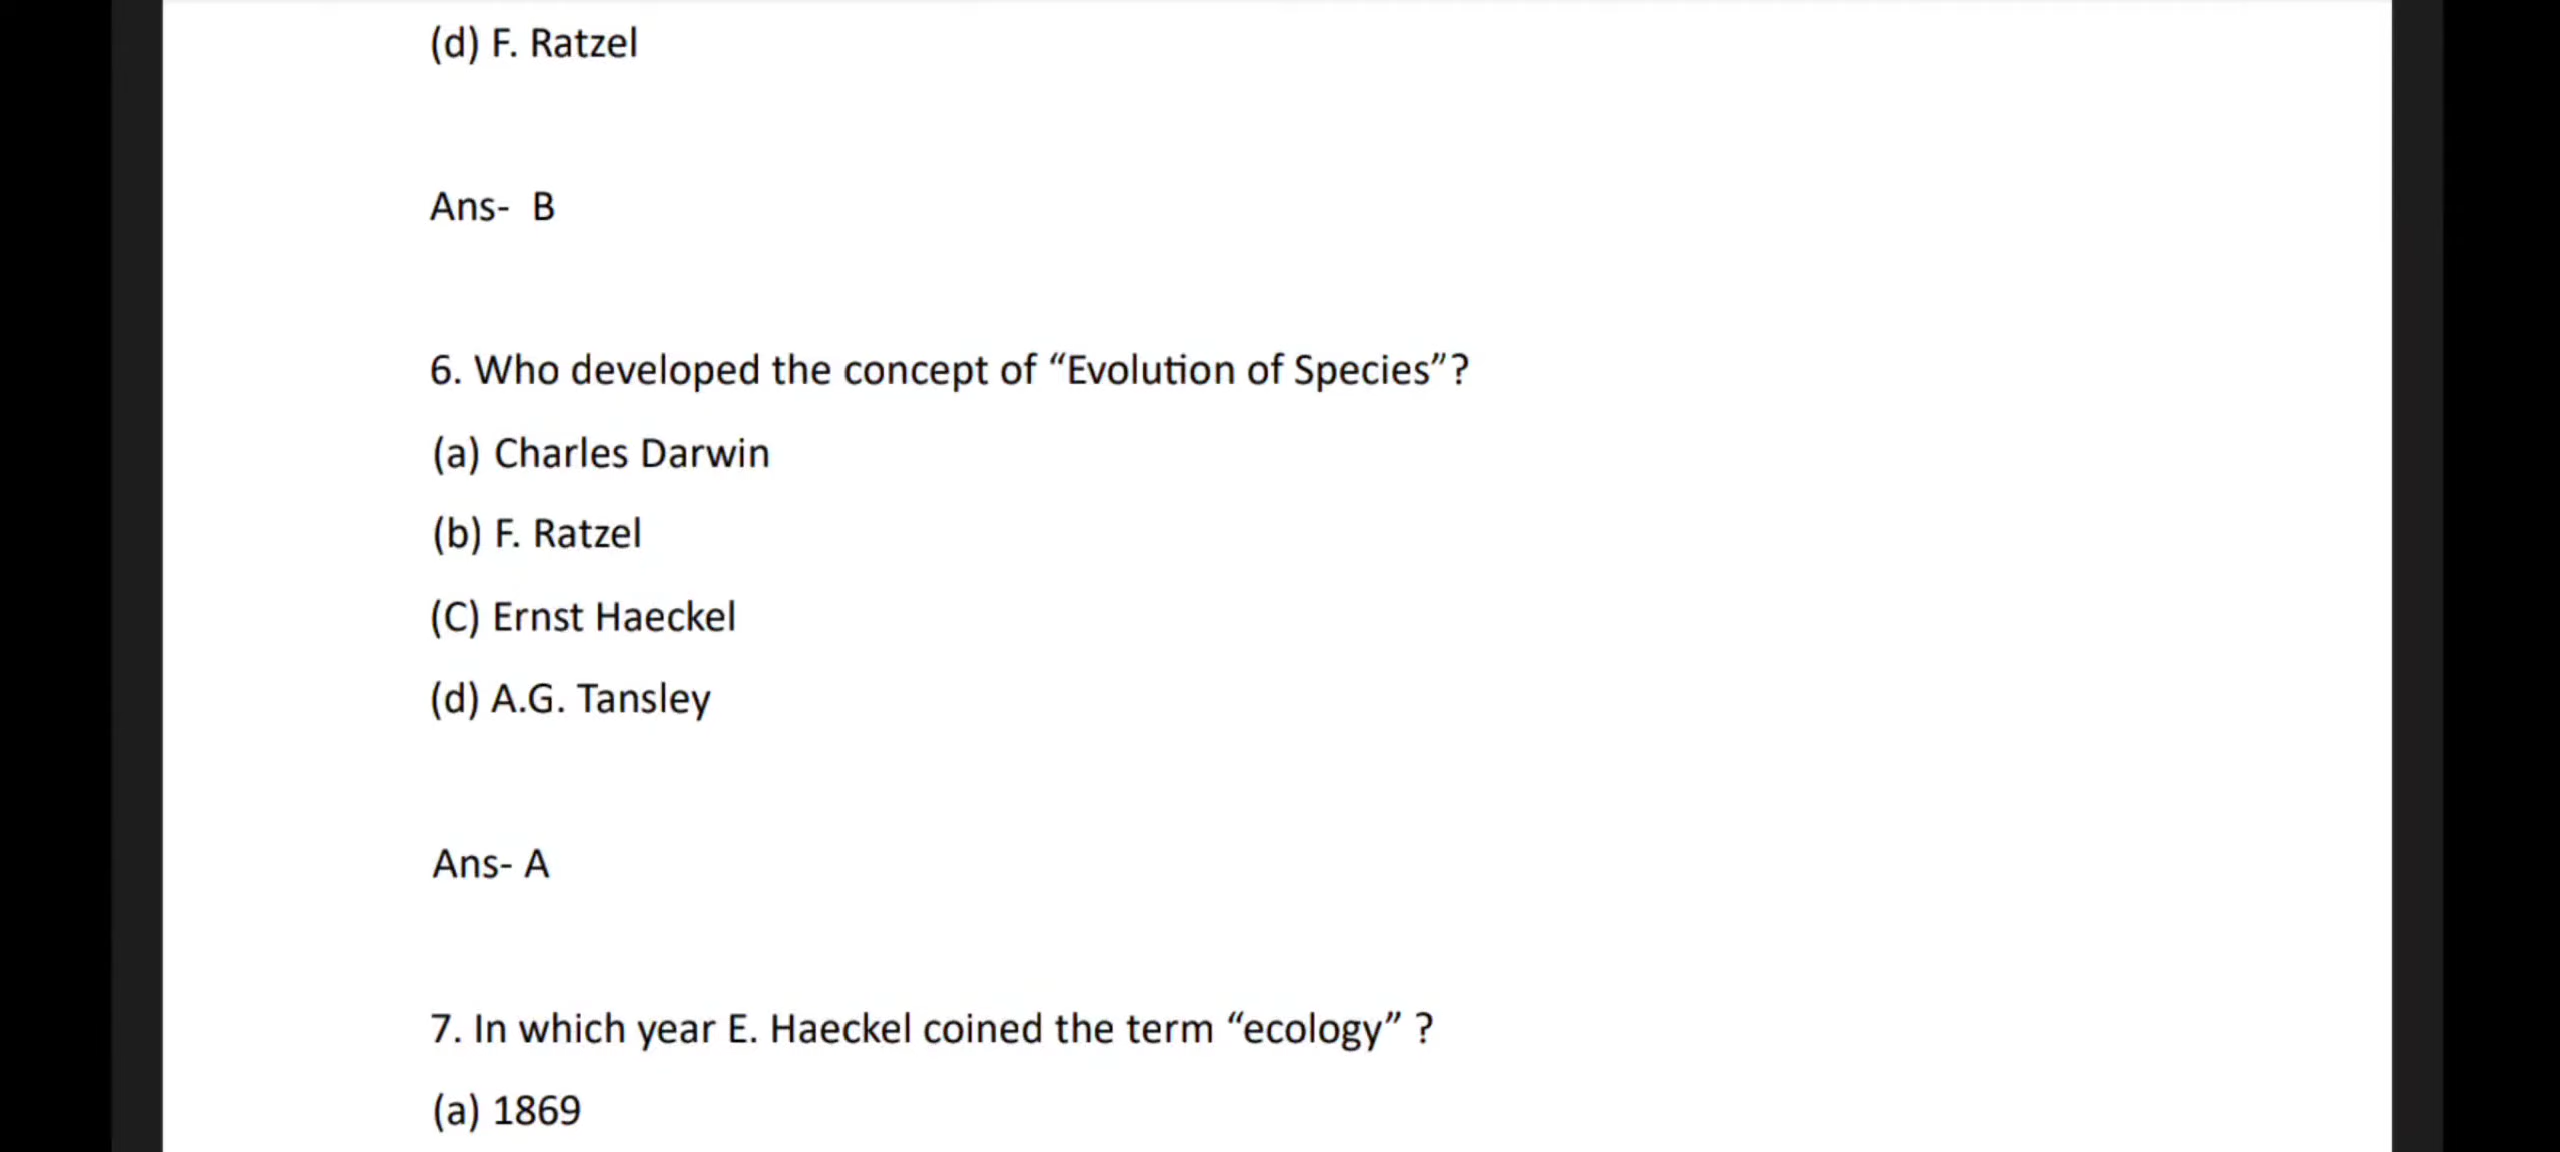 (d) F. Ratzel
Ans-  B
6. Who developed the concept of “Evolution of Species”?
(a) Charles Darwin
(b) F. Ratzel
(C) Ernst Haeckel
(d) A.G. Tansley
Ans- A
7. In which year E. Haeckel coined the term “ecology” ?
(a) 1869